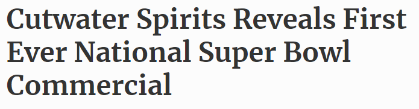 Cutwater Spirits Reveals First
Ever National Super Bowl
Commercial